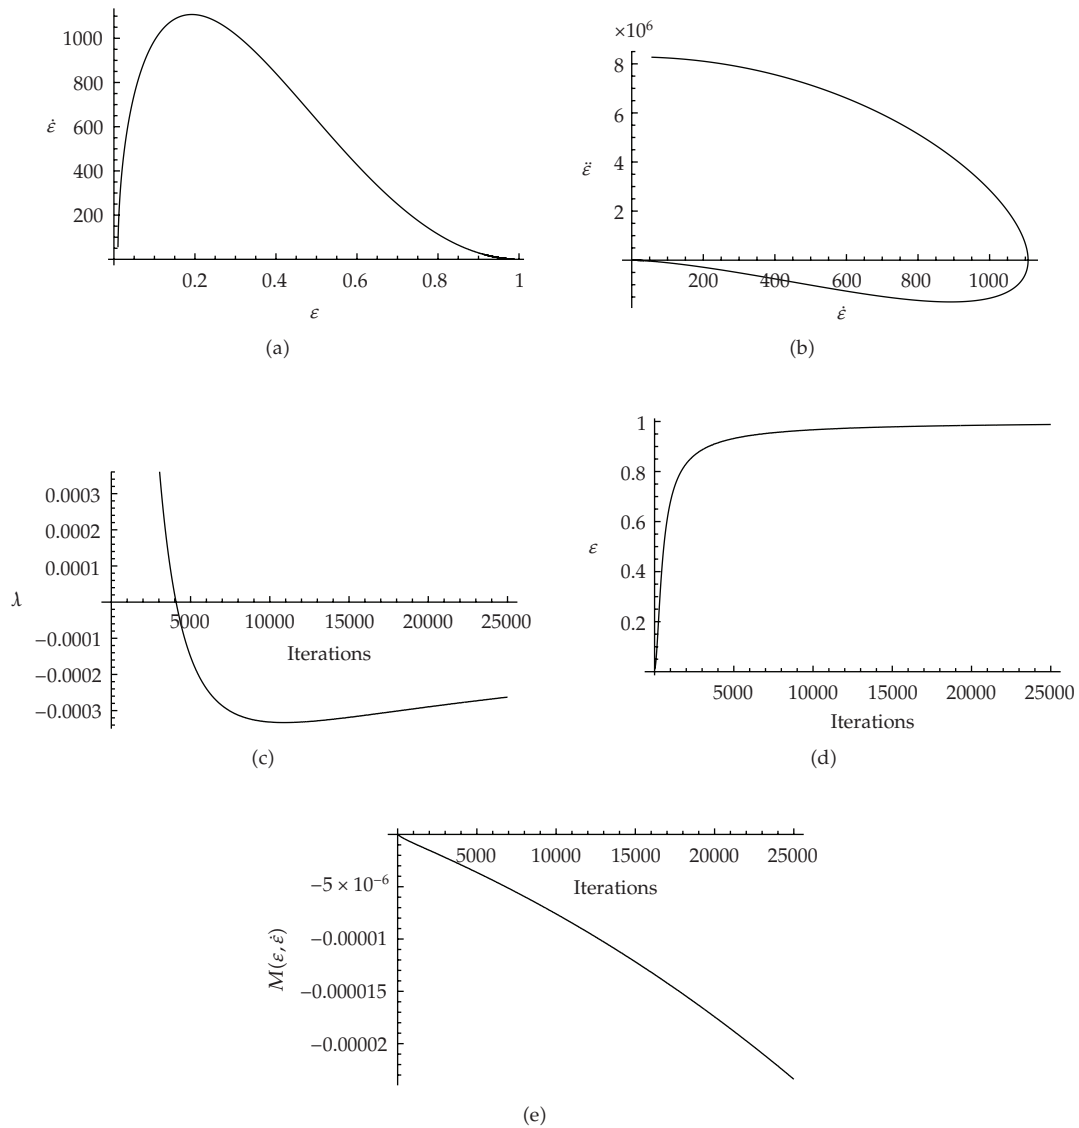 1000
800
600
400
200
ε̇
0.2 0.4 0.6 0.8 1
ε
(a)
×10⁶
8
6
4
2
ε̈
200 400 600 800 1000
ε̇
(b)
0.0003
0.0002
0.0001
−0.0001
−0.0002
−0.0003
λ
5000 10000 15000 20000 25000
Iterations
(c)
1
0.8
0.6
0.4
0.2
ε
5000 10000 15000 20000 25000
Iterations
(d)
5000 10000 15000 20000 25000
Iterations
−5 × 10⁻⁶
−0.00001
−0.000015
−0.00002
M(ε, ε̇)
(e)